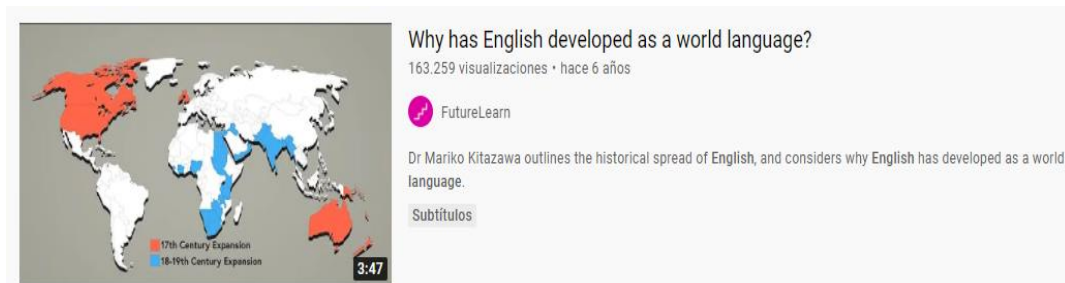 Why has English developed as a world language?
163.259 visualizaciones • hace 6 años
FutureLearn
Dr Mariko Kitazawa outlines the historical spread of English, and considers why English has developed as a world
language.
Subtítulos
17th Century Expansion
18-19th Century Expansion
3:47